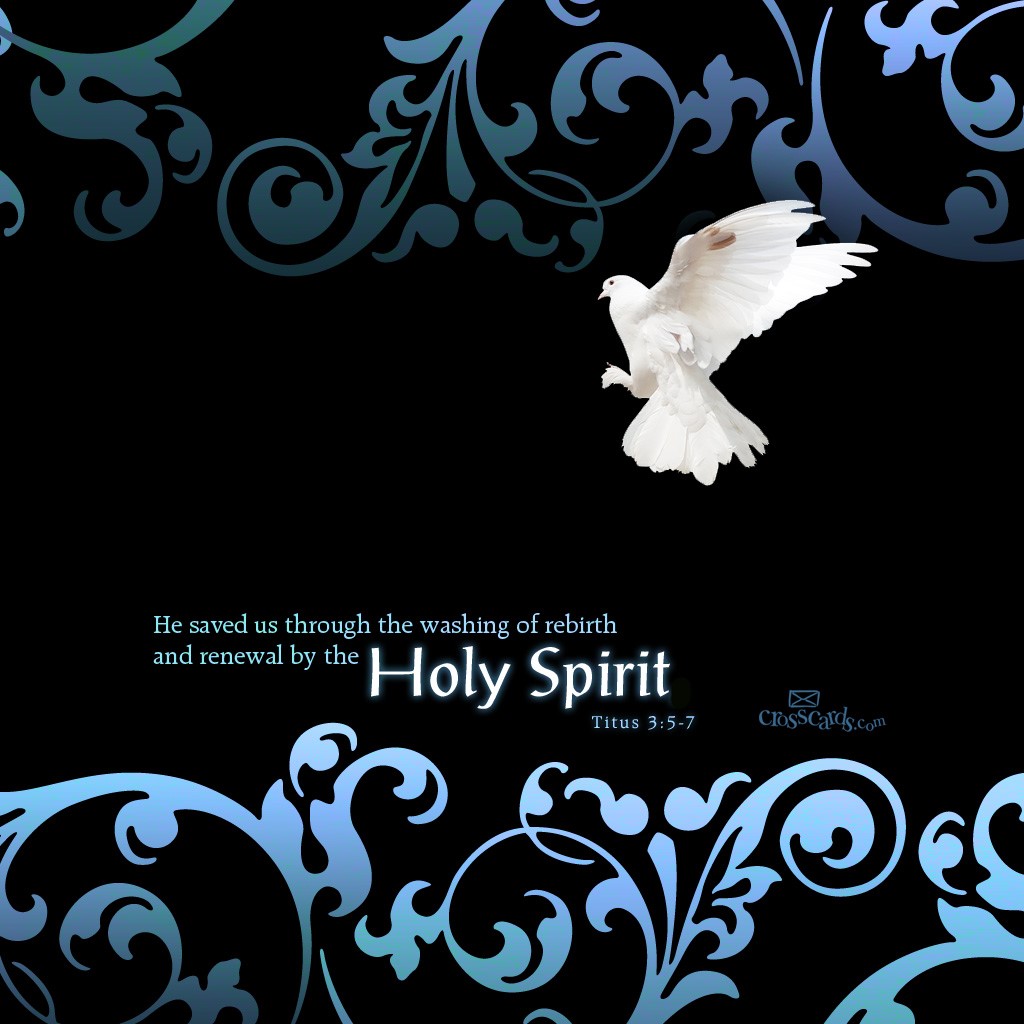 He saved us through the washing of rebirth
and renewal by the Holy Spirit
Titus 3:5-7
crosscards.com